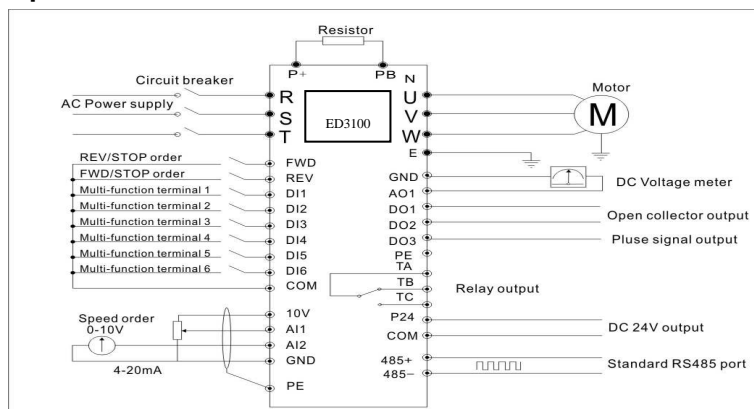 Resistor
P+ PB N
Circuit breaker
AC Power supply
R
S
T
ED3100
U
V
W
E
Motor
M
REV/STOP order
FWD/STOP order
Multi-function terminal 1
Multi-function terminal 2
Multi-function terminal 3
Multi-function terminal 4
Multi-function terminal 5
Multi-function terminal 6
FWD
REV
DI1
DI2
DI3
DI4
DI5
DI6
COM
GND
AO1
DO1
DO2
DO3
PE
TA
TB
TC
P24
COM
485+
485−
DC Voltage meter
Open collector output
Pluse signal output
Relay output
DC 24V output
Standard RS485 port
Speed order
0-10V
4-20mA
10V
AI1
AI2
GND
PE